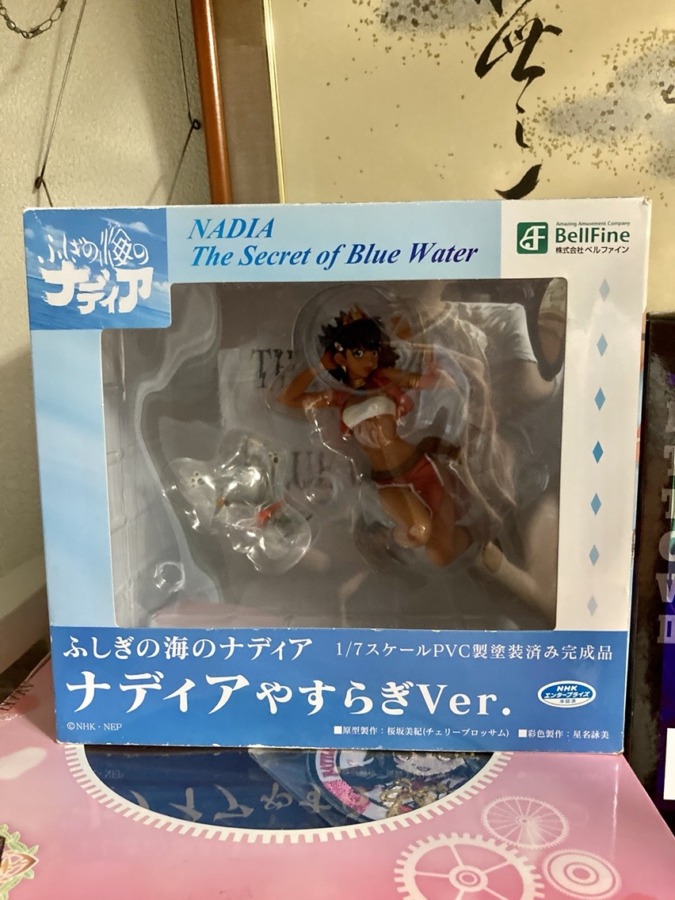 無
ふしぎの海の
ナディア
NADIA
The Secret of Blue Water
Amazing Amusement Company
BellFine
株式会社ベルファイン
ふしぎの海のナディア 1/7スケールPVC製塗装済み完成品
ナディアやすらぎVer.
NHK
エンタープライズ
©NHK・NEP
■原型製作:桜坂美紀(チェリーブロッサム) ■彩色製作:星名詠美